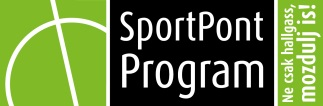 SportPont
Program
Ne csak hallgass,
mozdulj is!